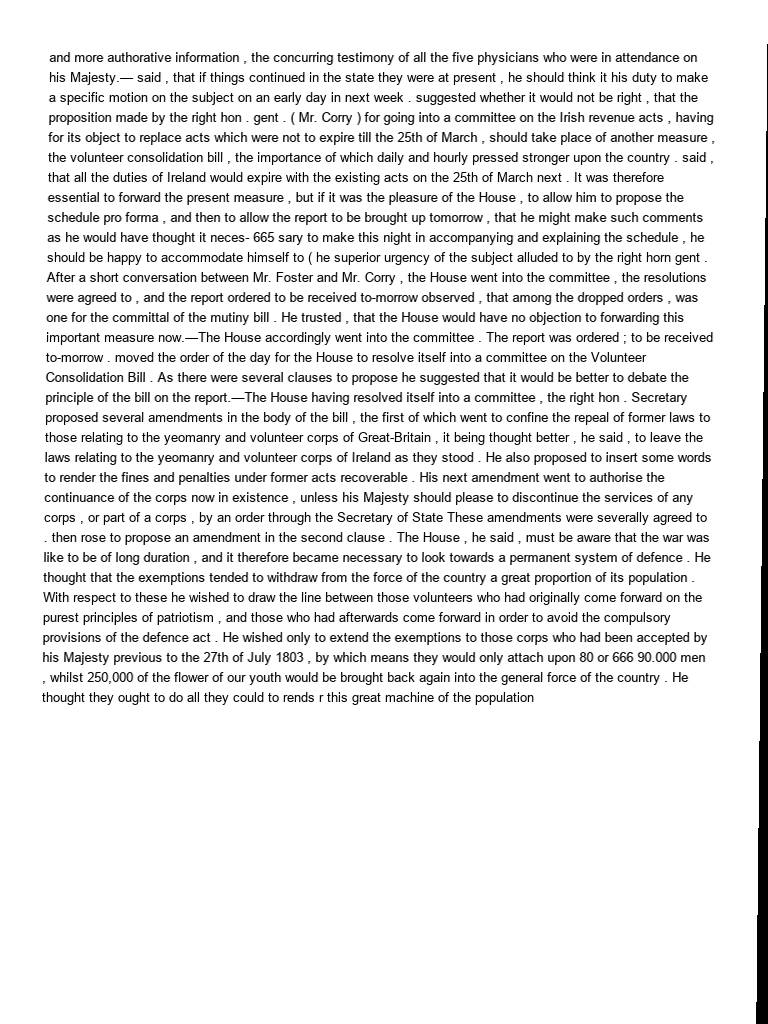 and more authorative information , the concurring testimony of all the five physicians who were in attendance on
his Majesty.— said , that if things continued in the state they were at present , he should think it his duty to make
a specific motion on the subject on an early day in next week . suggested whether it would not be right , that the
proposition made by the right hon . gent . ( Mr. Corry ) for going into a committee on the Irish revenue acts , having
for its object to replace acts which were not to expire till the 25th of March , should take place of another measure ,
the volunteer consolidation bill , the importance of which daily and hourly pressed stronger upon the country . said ,
that all the duties of Ireland would expire with the existing acts on the 25th of March next . It was therefore
essential to forward the present measure , but if it was the pleasure of the House , to allow him to propose the
schedule pro forma , and then to allow the report to be brought up tomorrow , that he might make such comments
as he would have thought it neces- 665 sary to make this night in accompanying and explaining the schedule , he
should be happy to accommodate himself to ( he superior urgency of the subject alluded to by the right horn gent .
After a short conversation between Mr. Foster and Mr. Corry , the House went into the committee , the resolutions
were agreed to , and the report ordered to be received to-morrow observed , that among the dropped orders , was
one for the committal of the mutiny bill . He trusted , that the House would have no objection to forwarding this
important measure now.—The House accordingly went into the committee . The report was ordered ; to be received
to-morrow . moved the order of the day for the House to resolve itself into a committee on the Volunteer
Consolidation Bill . As there were several clauses to propose he suggested that it would be better to debate the
principle of the bill on the report.—The House having resolved itself into a committee , the right hon . Secretary
proposed several amendments in the body of the bill , the first of which went to confine the repeal of former laws to
those relating to the yeomanry and volunteer corps of Great-Britain , it being thought better , he said , to leave the
laws relating to the yeomanry and volunteer corps of Ireland as they stood . He also proposed to insert some words
to render the fines and penalties under former acts recoverable . His next amendment went to authorise the
continuance of the corps now in existence , unless his Majesty should please to discontinue the services of any
corps , or part of a corps , by an order through the Secretary of State These amendments were severally agreed to
. then rose to propose an amendment in the second clause . The House , he said , must be aware that the war was
like to be of long duration , and it therefore became necessary to look towards a permanent system of defence . He
thought that the exemptions tended to withdraw from the force of the country a great proportion of its population .
With respect to these he wished to draw the line between those volunteers who had originally come forward on the
purest principles of patriotism , and those who had afterwards come forward in order to avoid the compulsory
provisions of the defence act . He wished only to extend the exemptions to those corps who had been accepted by
his Majesty previous to the 27th of July 1803 , by which means they would only attach upon 80 or 666 90.000 men
, whilst 250,000 of the flower of our youth would be brought back again into the general force of the country . He
thought they ought to do all they could to rends r this great machine of the population